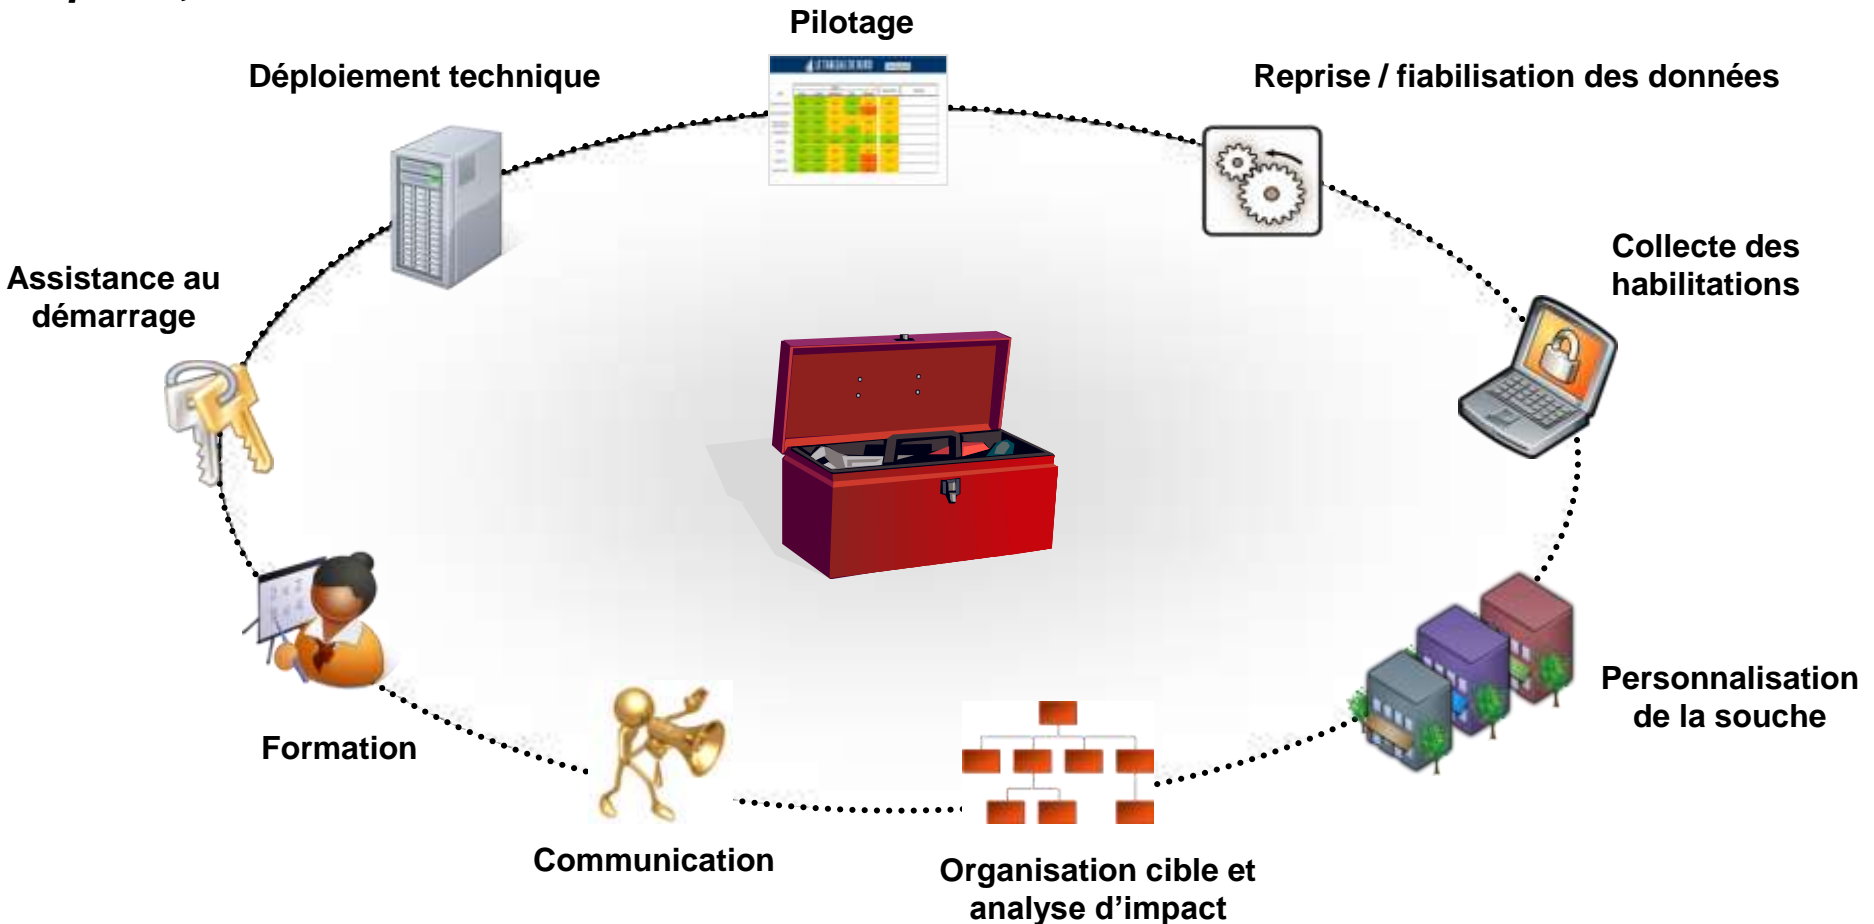 Pilotage
Déploiement technique
Reprise / fiabilisation des données
Collecte des
habilitations
Assistance au
démarrage
Personnalisation
de la souche
Formation
Communication
Organisation cible et
analyse d’impact